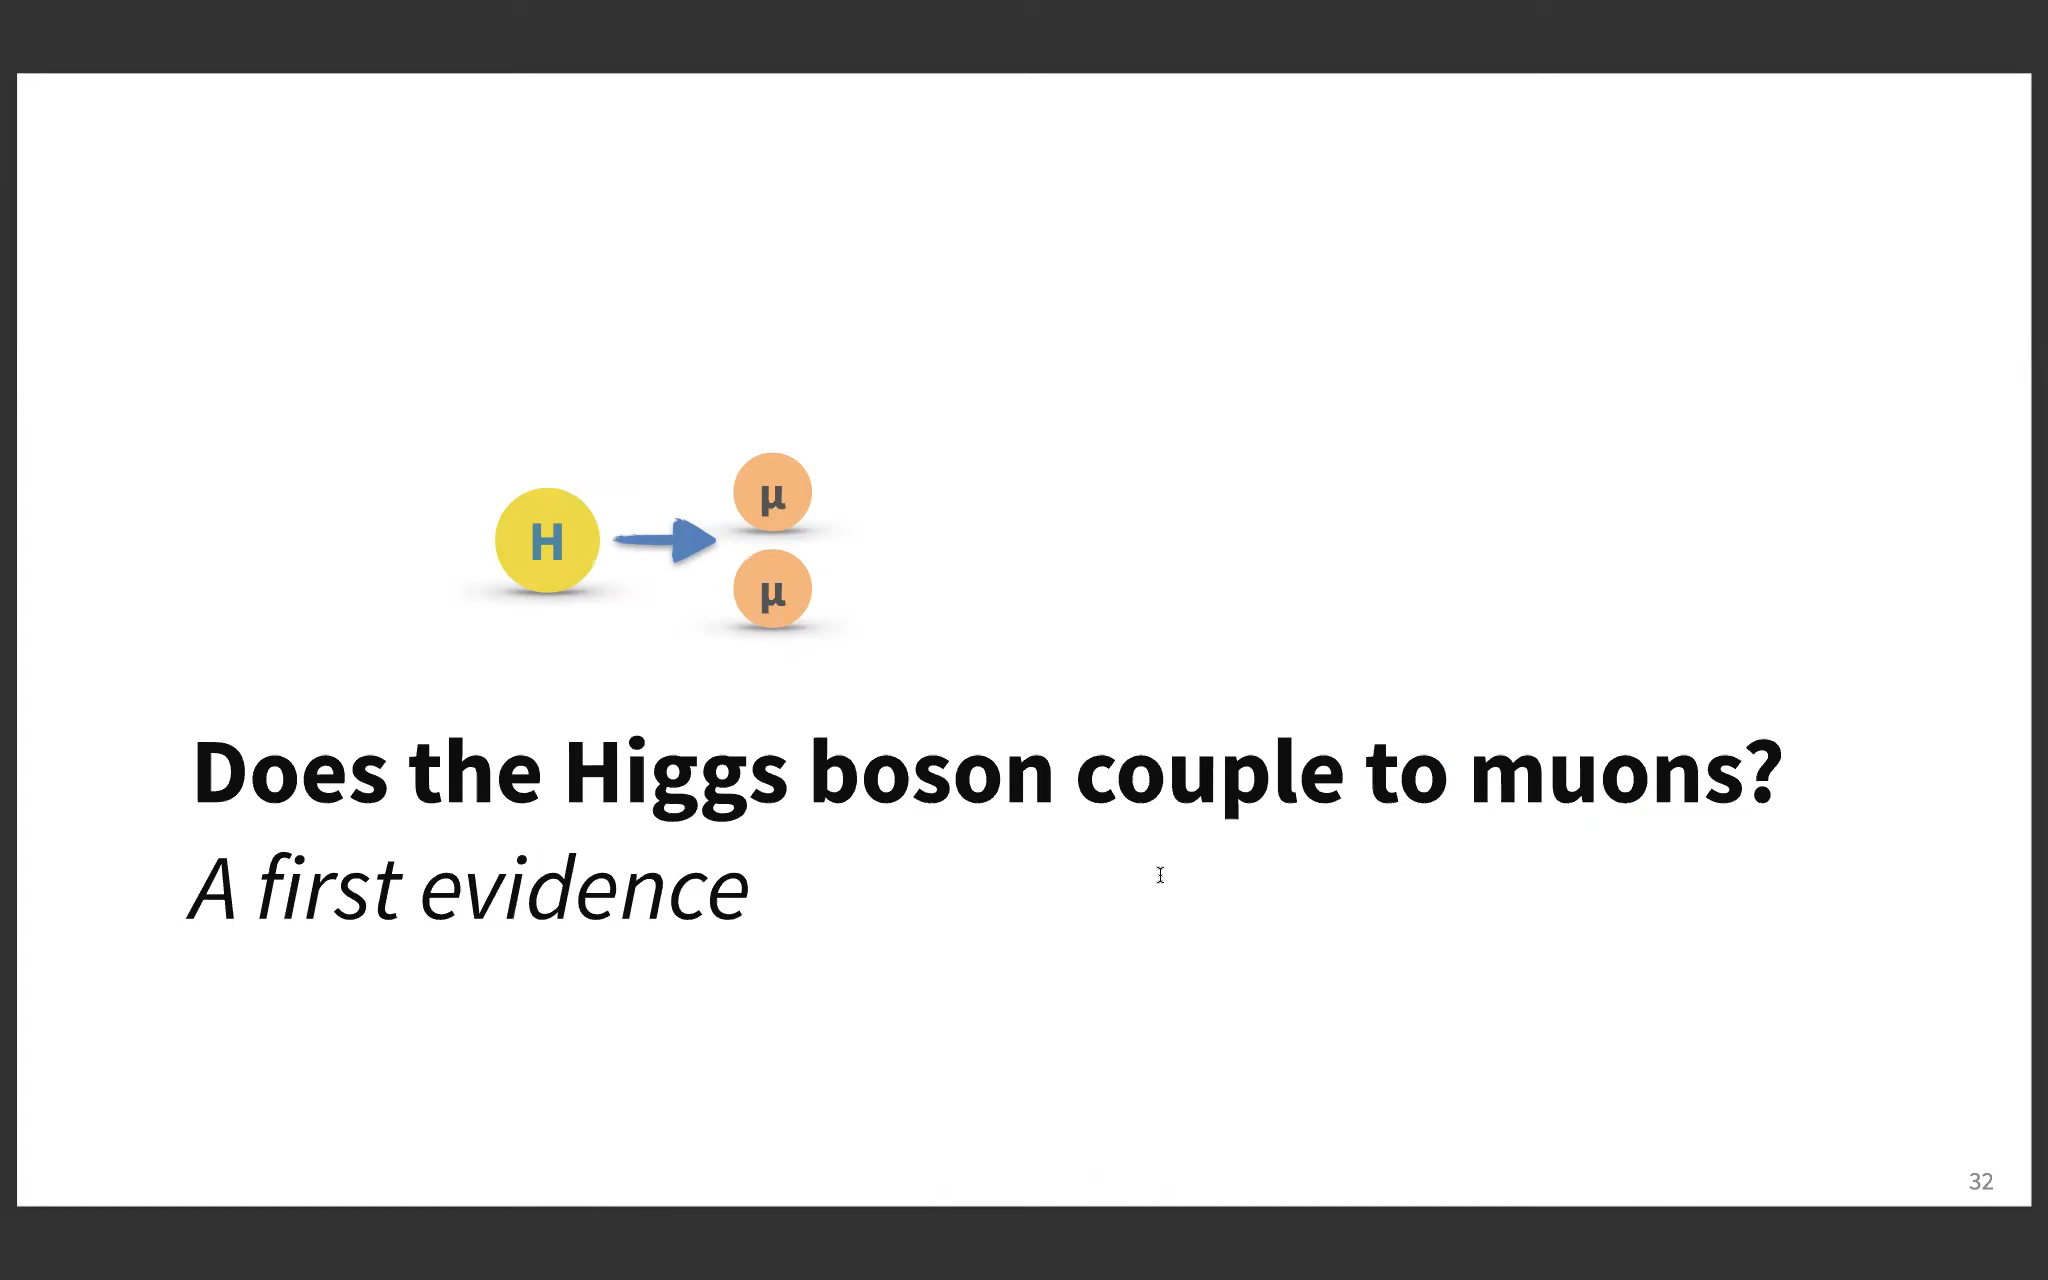 H
μ
μ
Does the Higgs boson couple to muons?
A first evidence
32